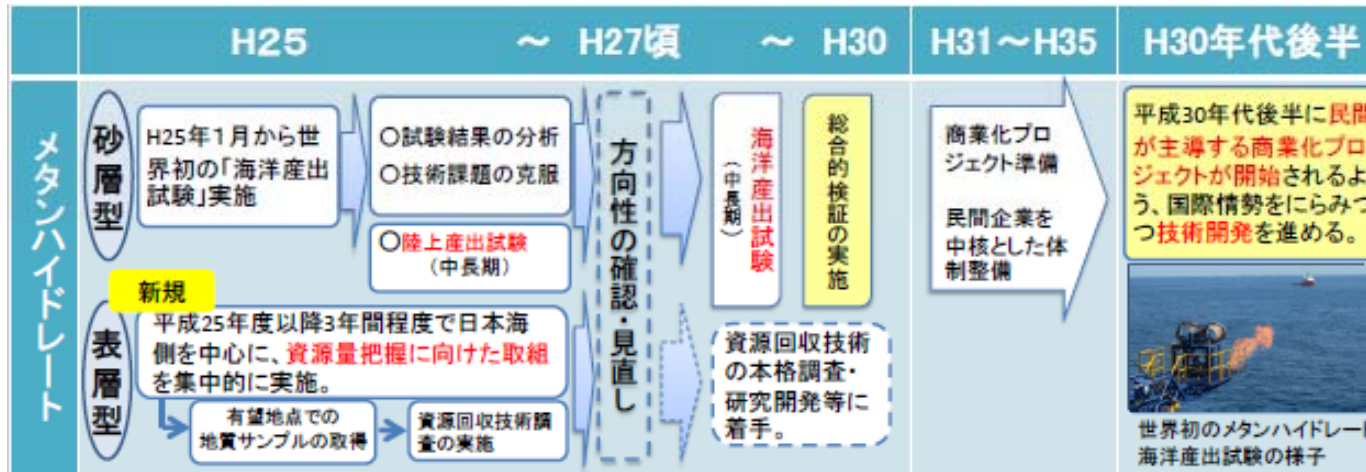 H25
～ H27頃
～ H30
H31～H35
H30年代後半
メタンハイドレート
砂層型
H25年1月から世
界初の「海洋産出
試験」実施
○試験結果の分析
○技術課題の克服
○陸上産出試験
（中長期）
方向性の確認・見直し
海洋産出試験
（中長期）
総合的検証の実施
商業化プロ
ジェクト準備
民間企業を
中核とした体
制整備
平成30年代後半に民間
が主導する商業化プロ
ジェクトが開始されるよ
う、国際情勢をにらみつ
つ技術開発を進める。
新規
表層型
平成25年度以降3年間程度で日本海
側を中心に、資源量把握に向けた取組
を集中的に実施。
有望地点での
地質サンプルの取得
資源回収技術調
査の実施
資源回収技術
の本格調査・
研究開発等に
着手。
世界初のメタンハイドレート
海洋産出試験の様子